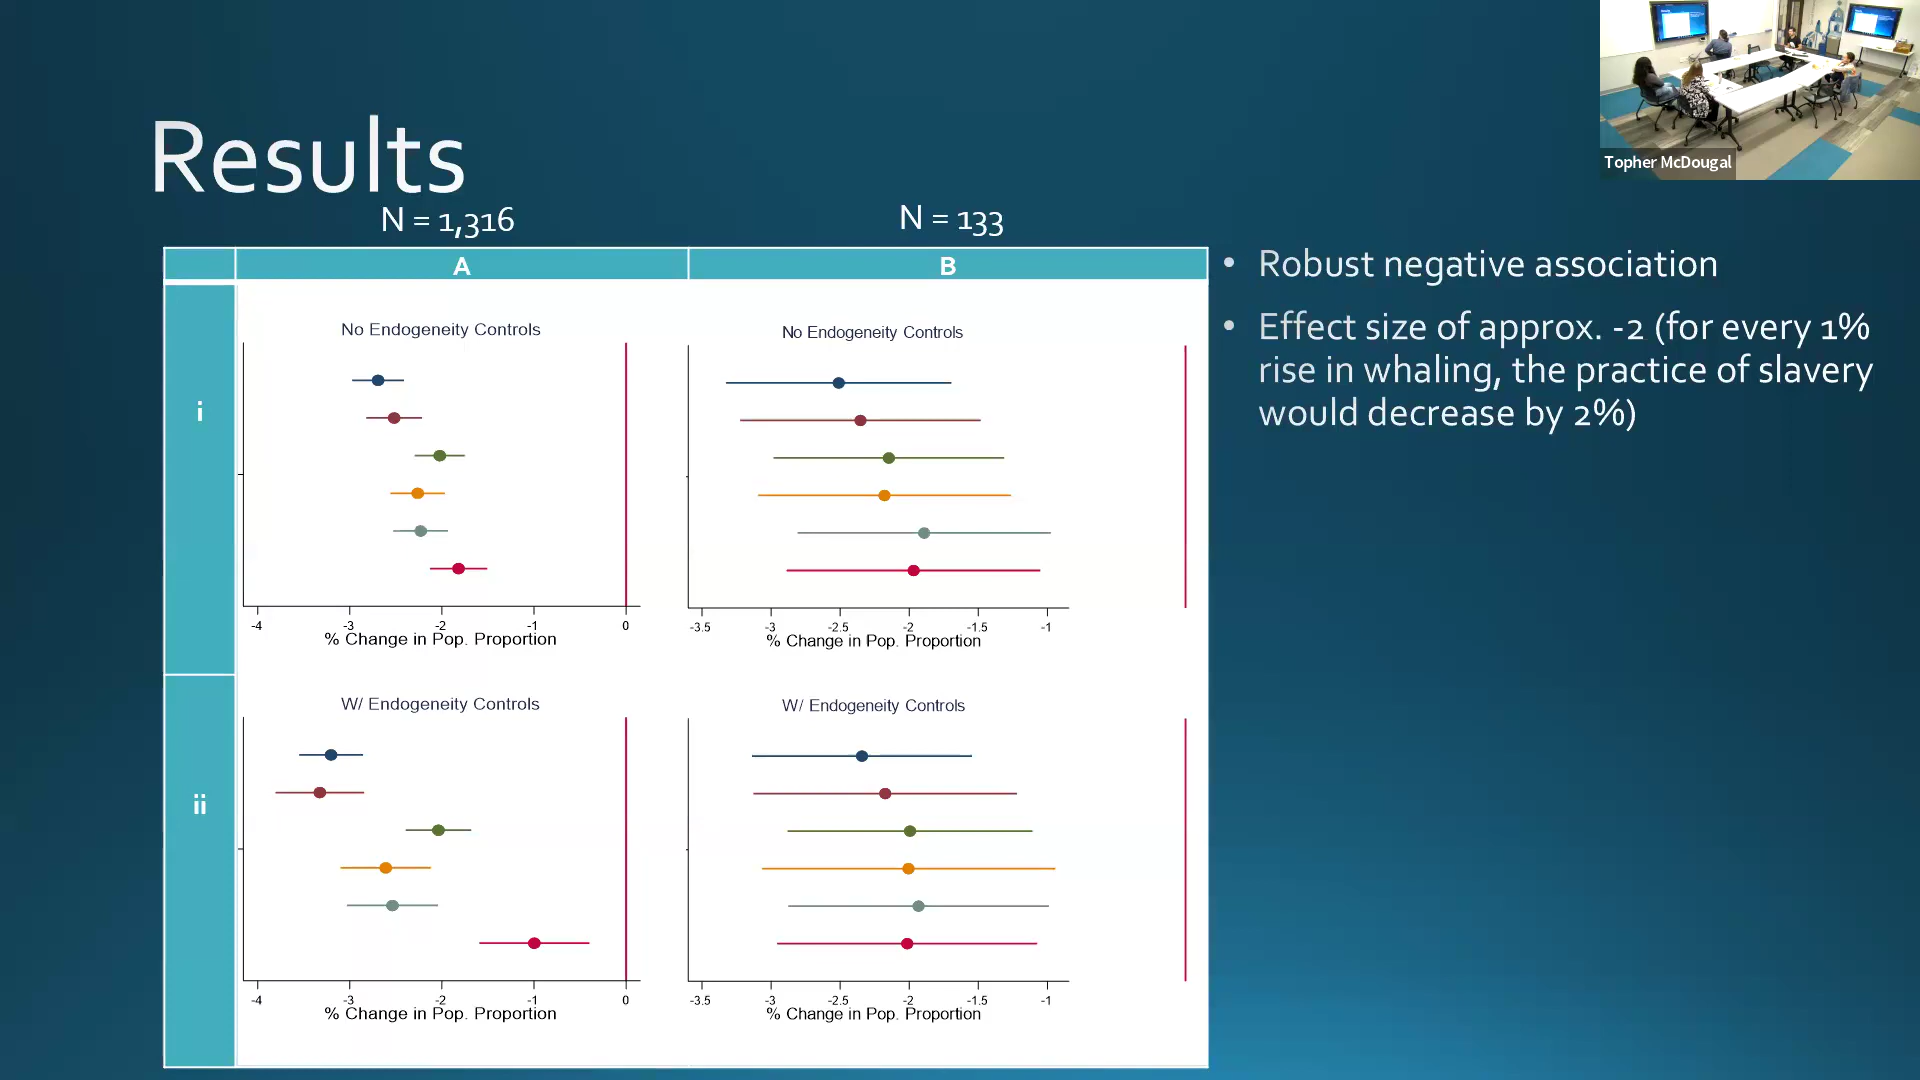 Topher McDougal
Results
N = 1,316
N = 133
A
B
i
No Endogeneity Controls
-4
-3
-2
-1
0
% Change in Pop. Proportion
No Endogeneity Controls
-3.5
-3
-2.5
-2
-1.5
-1
% Change in Pop. Proportion
ii
W/ Endogeneity Controls
-4
-3
-2
-1
0
% Change in Pop. Proportion
W/ Endogeneity Controls
-3.5
-3
-2.5
-2
-1.5
-1
% Change in Pop. Proportion
• Robust negative association
• Effect size of approx. -2 (for every 1%
rise in whaling, the practice of slavery
would decrease by 2%)